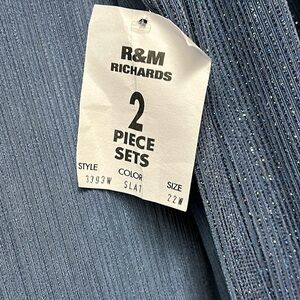 R&M
RICHARDS
2
PIECE
SETS
STYLE COLOR SIZE
3393W SLAT 22W